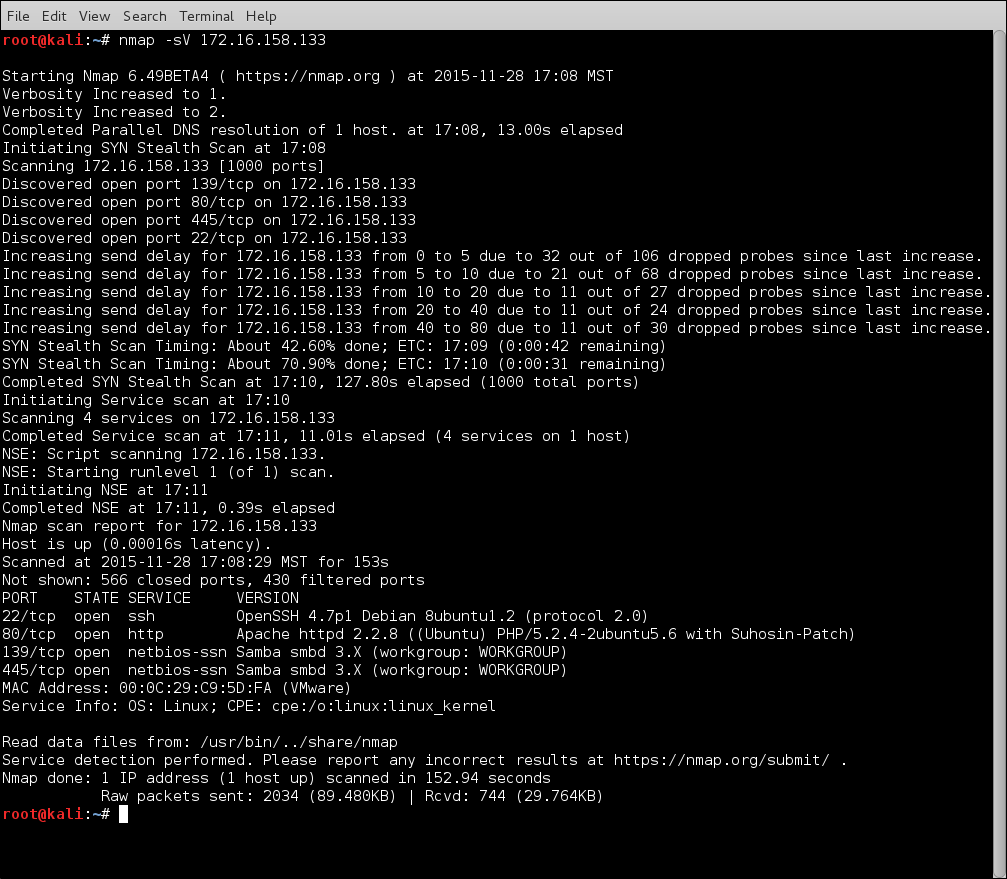 File Edit View Search Terminal Help
root@kali:~# nmap -sV 172.16.158.133
Starting Nmap 6.49BETA4 ( https://nmap.org ) at 2015-11-28 17:08 MST
Verbosity Increased to 1.
Verbosity Increased to 2.
Completed Parallel DNS resolution of 1 host. at 17:08, 13.00s elapsed
Initiating SYN Stealth Scan at 17:08
Scanning 172.16.158.133 [1000 ports]
Discovered open port 139/tcp on 172.16.158.133
Discovered open port 80/tcp on 172.16.158.133
Discovered open port 445/tcp on 172.16.158.133
Discovered open port 22/tcp on 172.16.158.133
Increasing send delay for 172.16.158.133 from 0 to 5 due to 32 out of 106 dropped probes since last increase.
Increasing send delay for 172.16.158.133 from 5 to 10 due to 21 out of 68 dropped probes since last increase.
Increasing send delay for 172.16.158.133 from 10 to 20 due to 11 out of 27 dropped probes since last increase.
Increasing send delay for 172.16.158.133 from 20 to 40 due to 11 out of 24 dropped probes since last increase.
Increasing send delay for 172.16.158.133 from 40 to 80 due to 11 out of 30 dropped probes since last increase.
SYN Stealth Scan Timing: About 42.60% done; ETC: 17:09 (0:00:42 remaining)
SYN Stealth Scan Timing: About 70.90% done; ETC: 17:10 (0:00:31 remaining)
Completed SYN Stealth Scan at 17:10, 127.80s elapsed (1000 total ports)
Initiating Service scan at 17:10
Scanning 4 services on 172.16.158.133
Completed Service scan at 17:11, 11.01s elapsed (4 services on 1 host)
NSE: Script scanning 172.16.158.133.
NSE: Starting runlevel 1 (of 1) scan.
Initiating NSE at 17:11
Completed NSE at 17:11, 0.39s elapsed
Nmap scan report for 172.16.158.133
Host is up (0.00016s latency).
Scanned at 2015-11-28 17:08:29 MST for 153s
Not shown: 566 closed ports, 430 filtered ports
PORT    STATE SERVICE     VERSION
22/tcp  open  ssh         OpenSSH 4.7p1 Debian 8ubuntu1.2 (protocol 2.0)
80/tcp  open  http        Apache httpd 2.2.8 ((Ubuntu) PHP/5.2.4-2ubuntu5.6 with Suhosin-Patch)
139/tcp open  netbios-ssn Samba smbd 3.X (workgroup: WORKGROUP)
445/tcp open  netbios-ssn Samba smbd 3.X (workgroup: WORKGROUP)
MAC Address: 00:0C:29:C9:5D:FA (VMware)
Service Info: OS: Linux; CPE: cpe:/o:linux:linux_kernel
Read data files from: /usr/bin/../share/nmap
Service detection performed. Please report any incorrect results at https://nmap.org/submit/ .
Nmap done: 1 IP address (1 host up) scanned in 152.94 seconds
Raw packets sent: 2034 (89.480KB) | Rcvd: 744 (29.764KB)
root@kali:~#